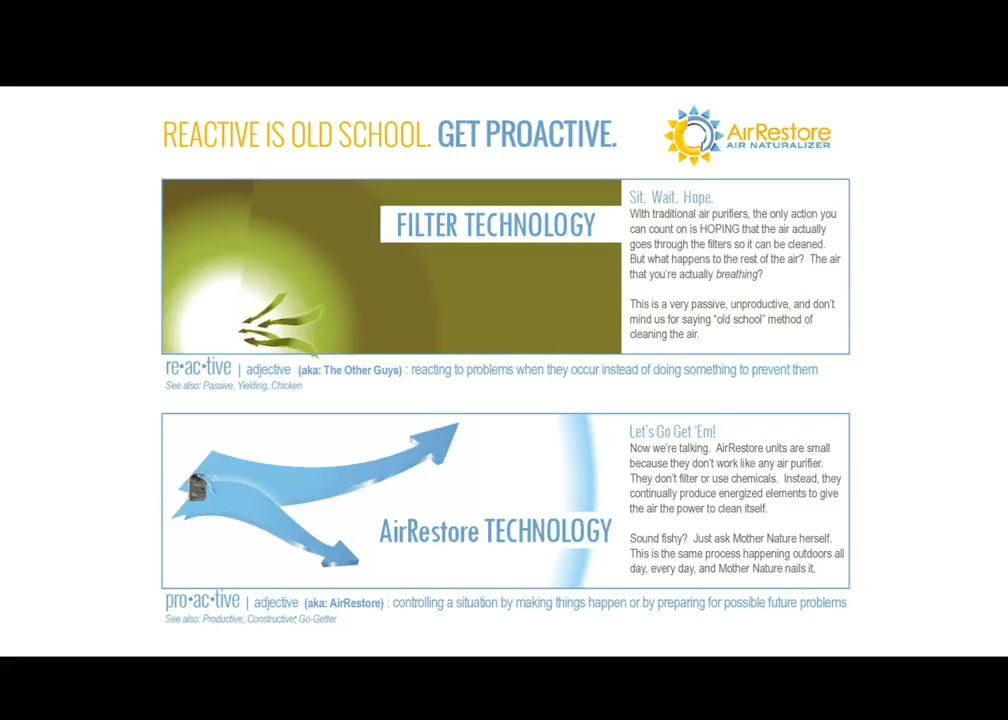 REACTIVE IS OLD SCHOOL. GET PROACTIVE.
AirRestore
AIR NATURALIZER
FILTER TECHNOLOGY
Sit. Wait. Hope.
With traditional air purifiers, the only action you
can count on is HOPING that the air actually
goes through the filters so it can be cleaned.
But what happens to the rest of the air? The air
that you're actually breathing?
This is a very passive, unproductive, and don't
mind us for saying “old school” method of
cleaning the air.
re•ac•tive | adjective (aka: The Other Guys) : reacting to problems when they occur instead of doing something to prevent them
See also: Passive, Yielding, Chicken
AirRestore TECHNOLOGY
Let's Go Get ‘Em!
Now we're talking. AirRestore units are small
because they don't work like any air purifier.
They don't filter or use chemicals. Instead, they
continually produce energized elements to give
the air the power to clean itself.
Sound fishy? Just ask Mother Nature herself.
This is the same process happening outdoors all
day, every day, and Mother Nature nails it.
pro•ac•tive | adjective (aka: AirRestore) : controlling a situation by making things happen or by preparing for possible future problems
See also: Productive, Constructive; Go-Getter